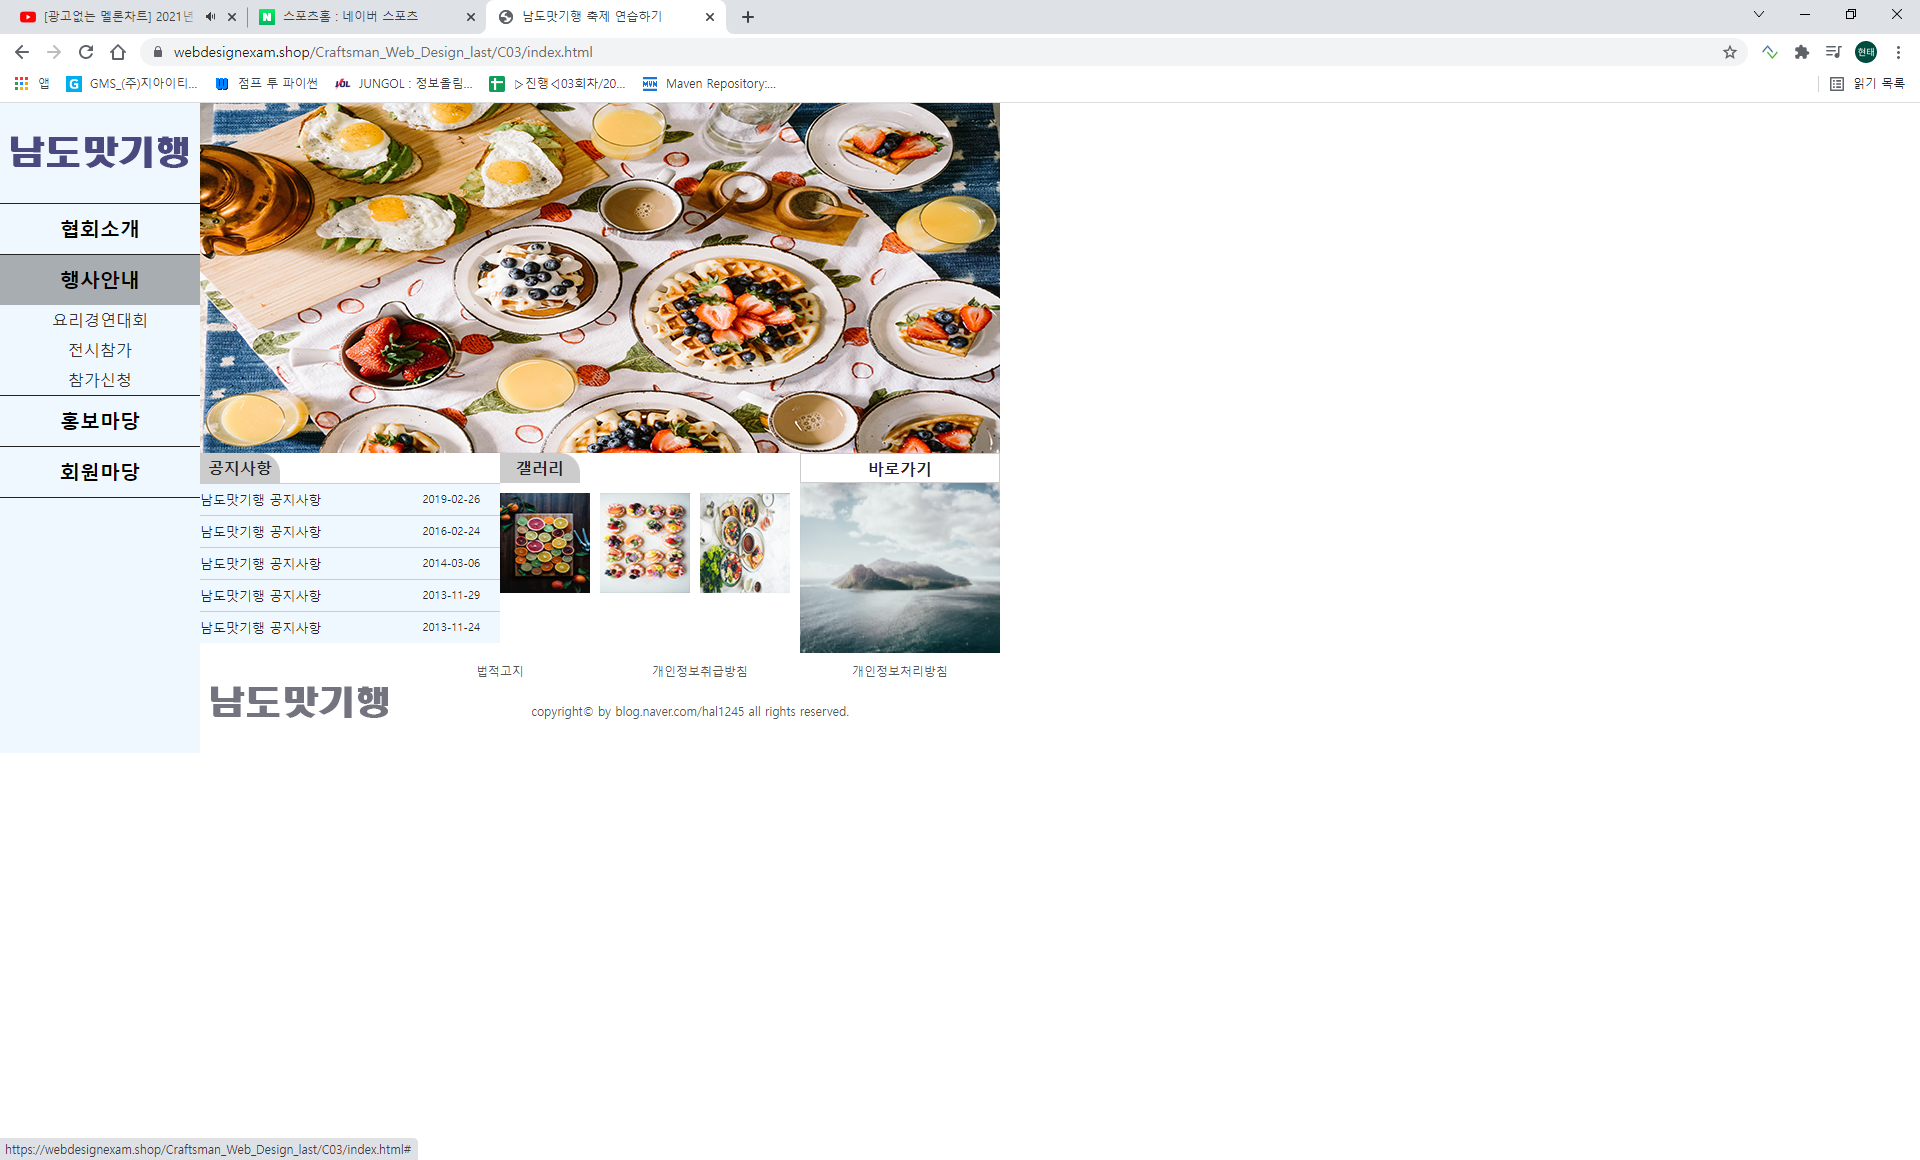 [광고없는 멜론차트] 2021년
스포츠홈 : 네이버 스포츠
남도맛기행 축제 연습하기
webdesignexam.shop/Craftsman_Web_Design_last/C03/index.html
현태
앱
GMS_(주)지아이티...
점프 투 파이썬
JUNGOL : 정보올림...
▷진행◁03회차/20...
Maven Repository:...
읽기 목록
남도맛기행
협회소개
행사안내
요리경연대회
전시참가
참가신청
홍보마당
회원마당
공지사항
남도맛기행 공지사항 2019-02-26
남도맛기행 공지사항 2016-02-24
남도맛기행 공지사항 2014-03-06
남도맛기행 공지사항 2013-11-29
남도맛기행 공지사항 2013-11-24
갤러리
바로가기
남도맛기행
법적고지
개인정보취급방침
개인정보처리방침
copyright© by blog.naver.com/hal1245 all rights reserved.
https://webdesignexam.shop/Craftsman_Web_Design_last/C03/index.html#